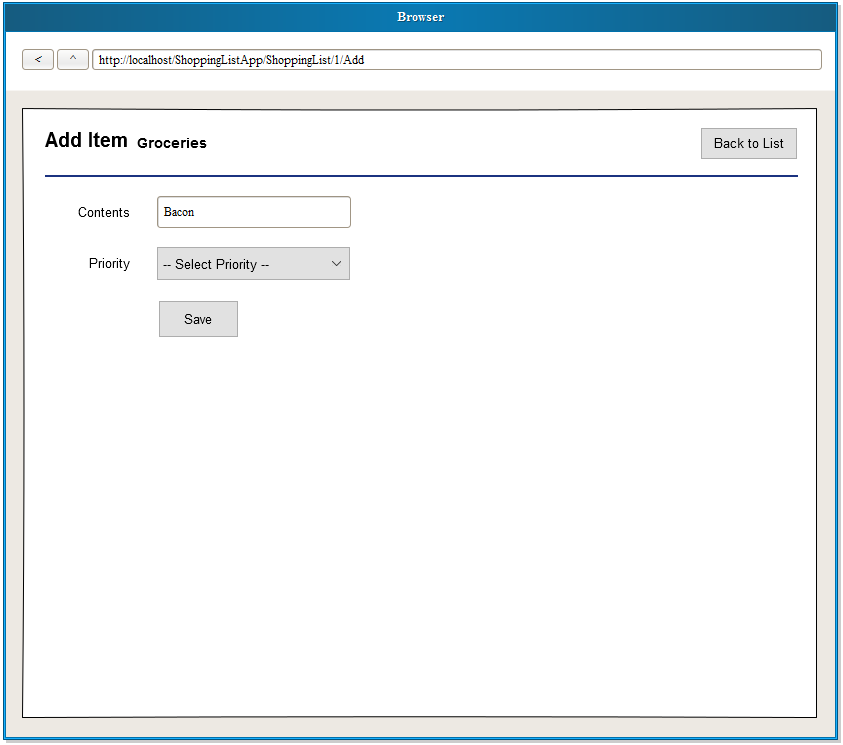 Browser
< ^ http://localhost/ShoppingListApp/ShoppingList/1/Add
Add Item Groceries Back to List
Contents Bacon
Priority -- Select Priority --
Save